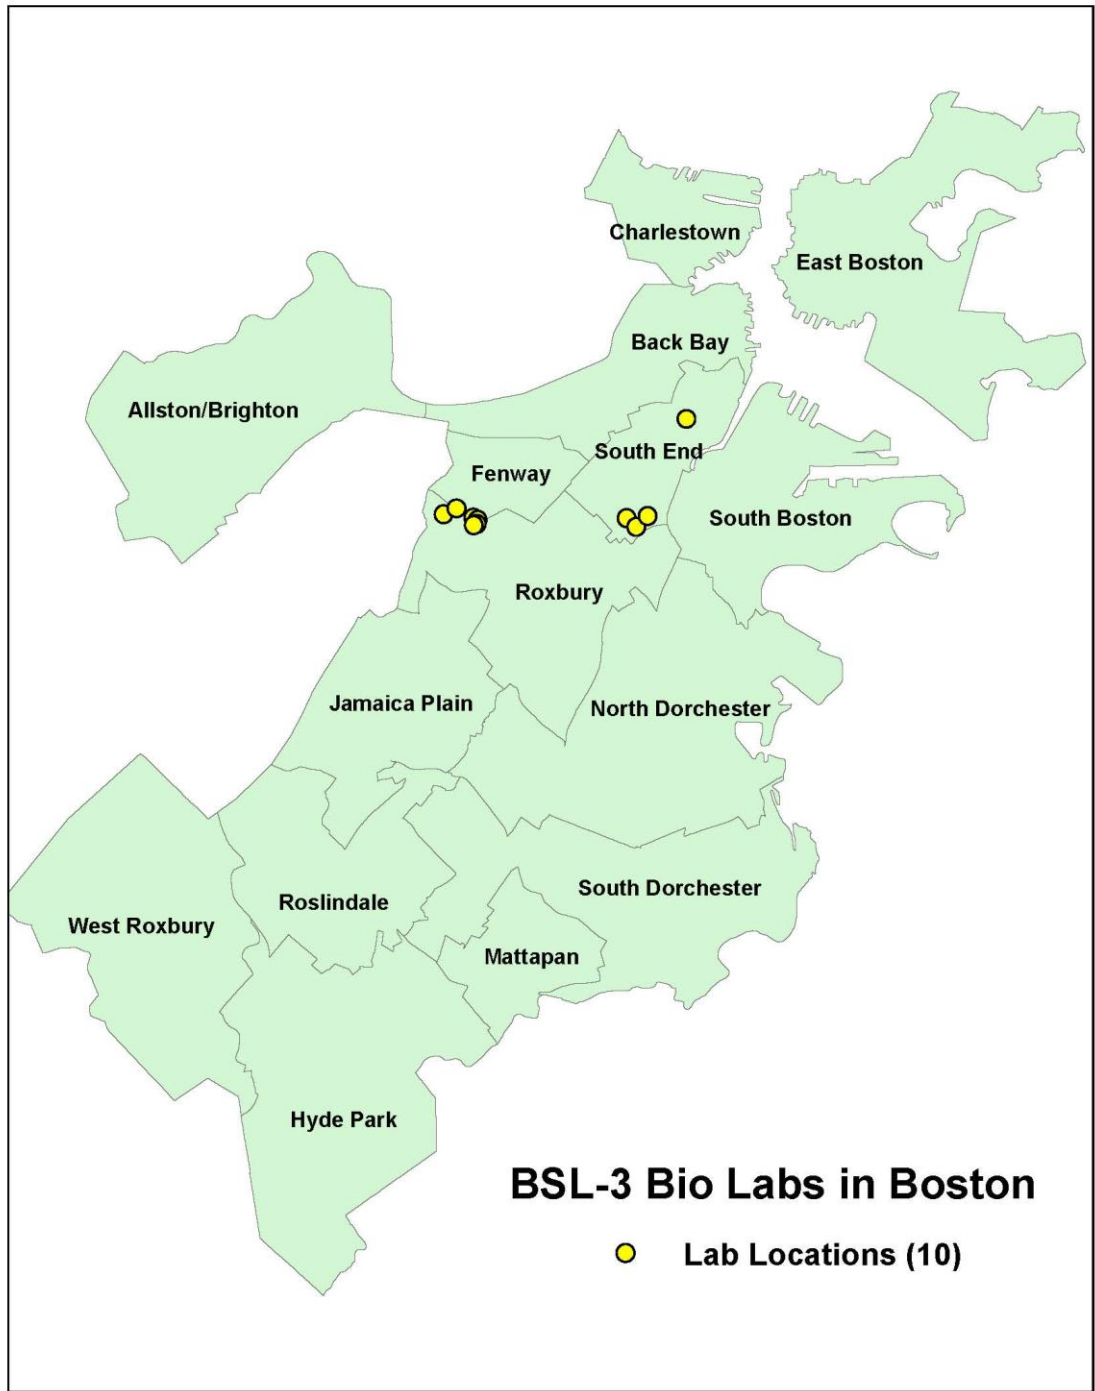 Charlestown
East Boston
Back Bay
Allston/Brighton
South End
Fenway
South Boston
Roxbury
Jamaica Plain
North Dorchester
South Dorchester
Roslindale
West Roxbury
Mattapan
Hyde Park
BSL-3 Bio Labs in Boston
Lab Locations (10)